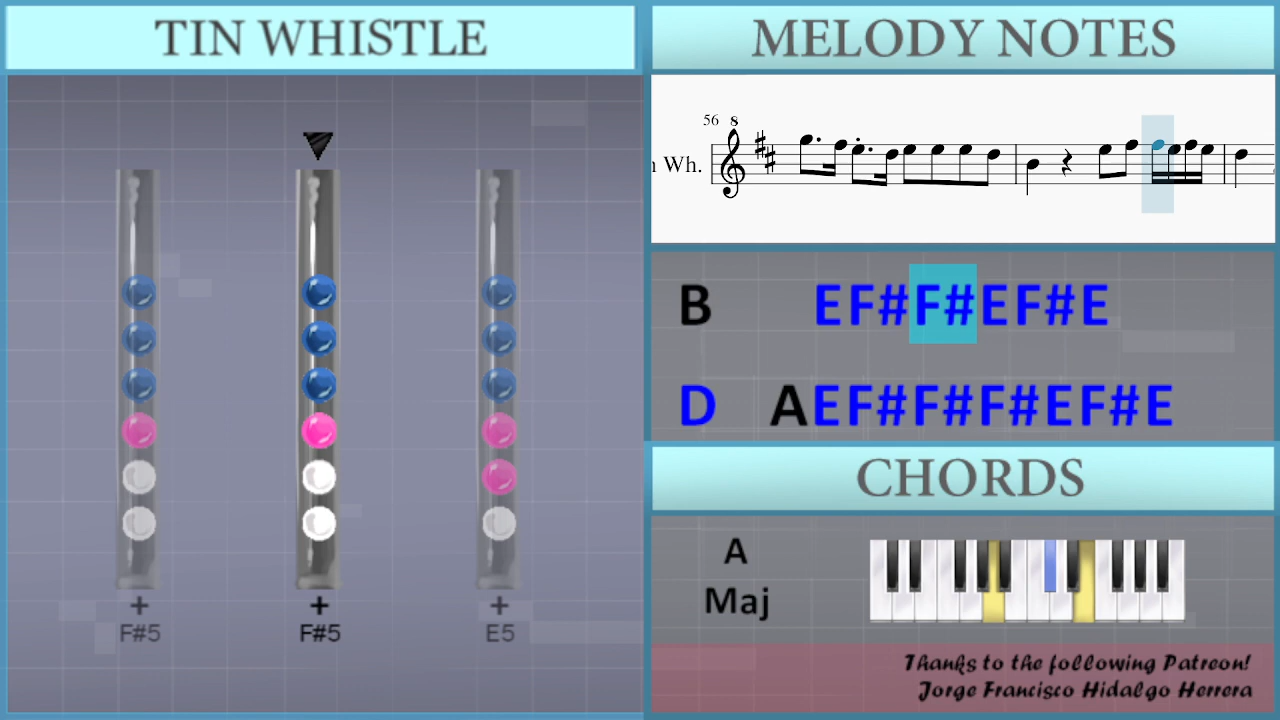 TIN WHISTLE
+
F#5
+
F#5
+
E5
MELODY NOTES
56
8
Wh.
B EF#F#EF#E
D AEF#F#F#EF#E
CHORDS
A
Maj
Thanks to the following Patreon!
Jorge Francisco Hidalgo Herrera